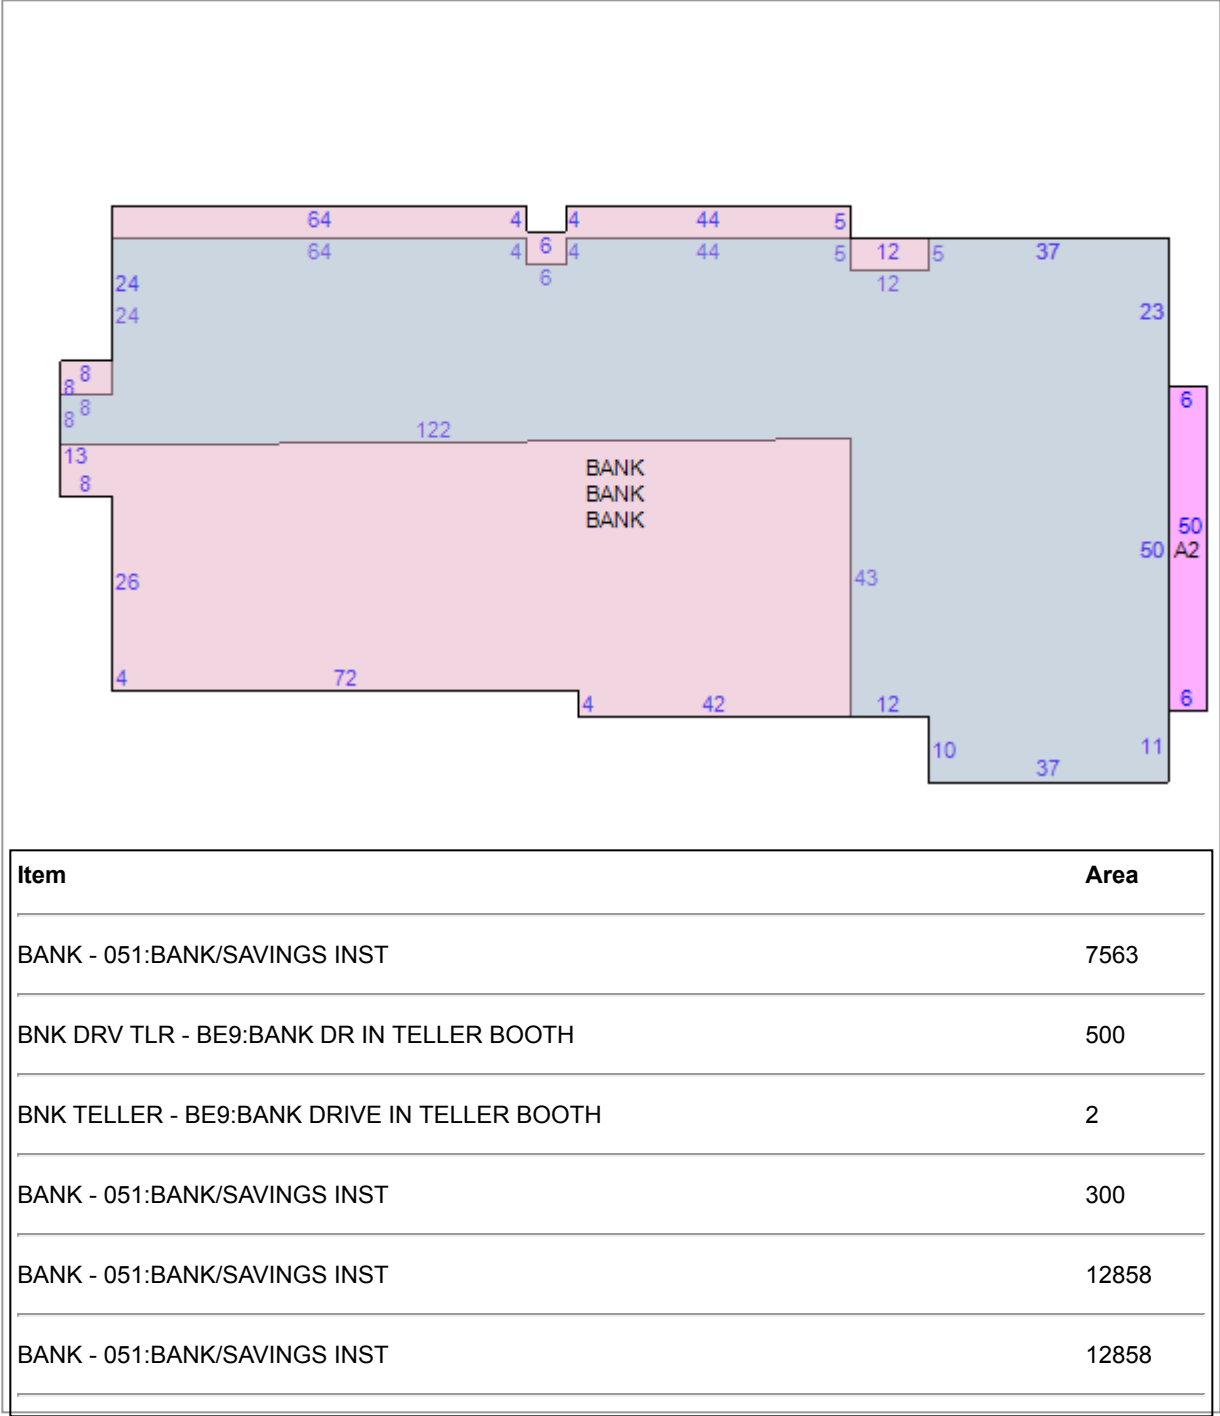 64 4 4 44 5
6
64 4 4 44 5 12 5 37
6 12
24
24 23
8
8
8
8
6
122
13
8
BANK
BANK
BANK
50
50 A2
26 43
4 72
4 42 12
6
10 11
37
Item Area
BANK - 051:BANK/SAVINGS INST 7563
BNK DRV TLR - BE9:BANK DR IN TELLER BOOTH 500
BNK TELLER - BE9:BANK DRIVE IN TELLER BOOTH 2
BANK - 051:BANK/SAVINGS INST 300
BANK - 051:BANK/SAVINGS INST 12858
BANK - 051:BANK/SAVINGS INST 12858